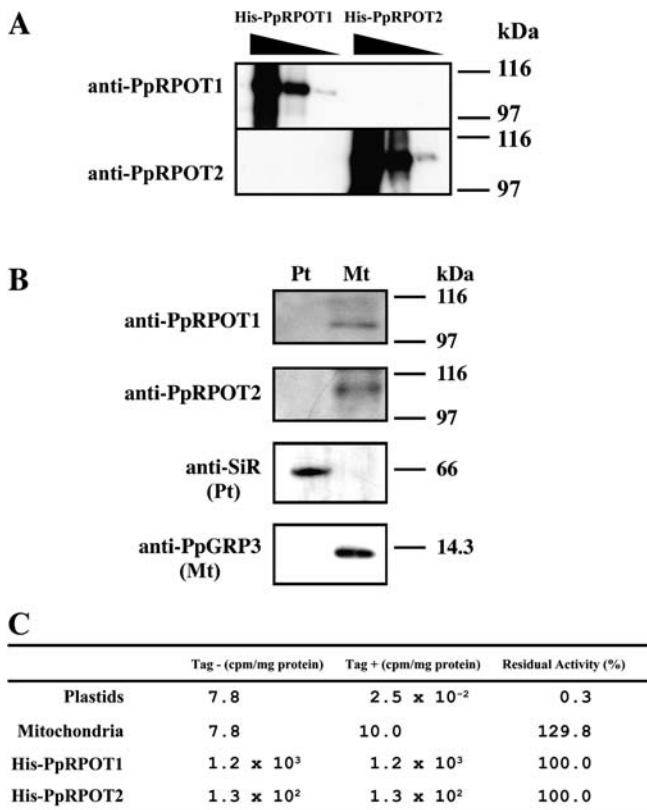 A
His-PpRPOT1 His-PpRPOT2
kDa
anti-PpRPOT1
116
97
anti-PpRPOT2
116
97
B
Pt Mt kDa
anti-PpRPOT1
116
97
anti-PpRPOT2
116
97
anti-SiR
(Pt)
66
anti-PpGRP3
(Mt)
14.3
C
Tag - (cpm/mg protein) Tag + (cpm/mg protein) Residual Activity (%)
Plastids 7.8 2.5 x 10⁻² 0.3
Mitochondria 7.8 10.0 129.8
His-PpRPOT1 1.2 x 10³ 1.2 x 10³ 100.0
His-PpRPOT2 1.3 x 10² 1.3 x 10² 100.0